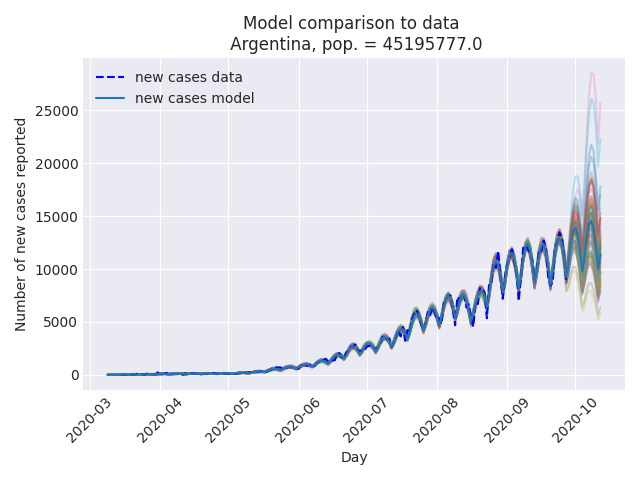 Model comparison to data
Argentina, pop. = 45195777.0
new cases data
new cases model
Number of new cases reported
25000
20000
15000
10000
5000
0
2020-03
2020-04
2020-05
2020-06
2020-07
2020-08
2020-09
2020-10
Day